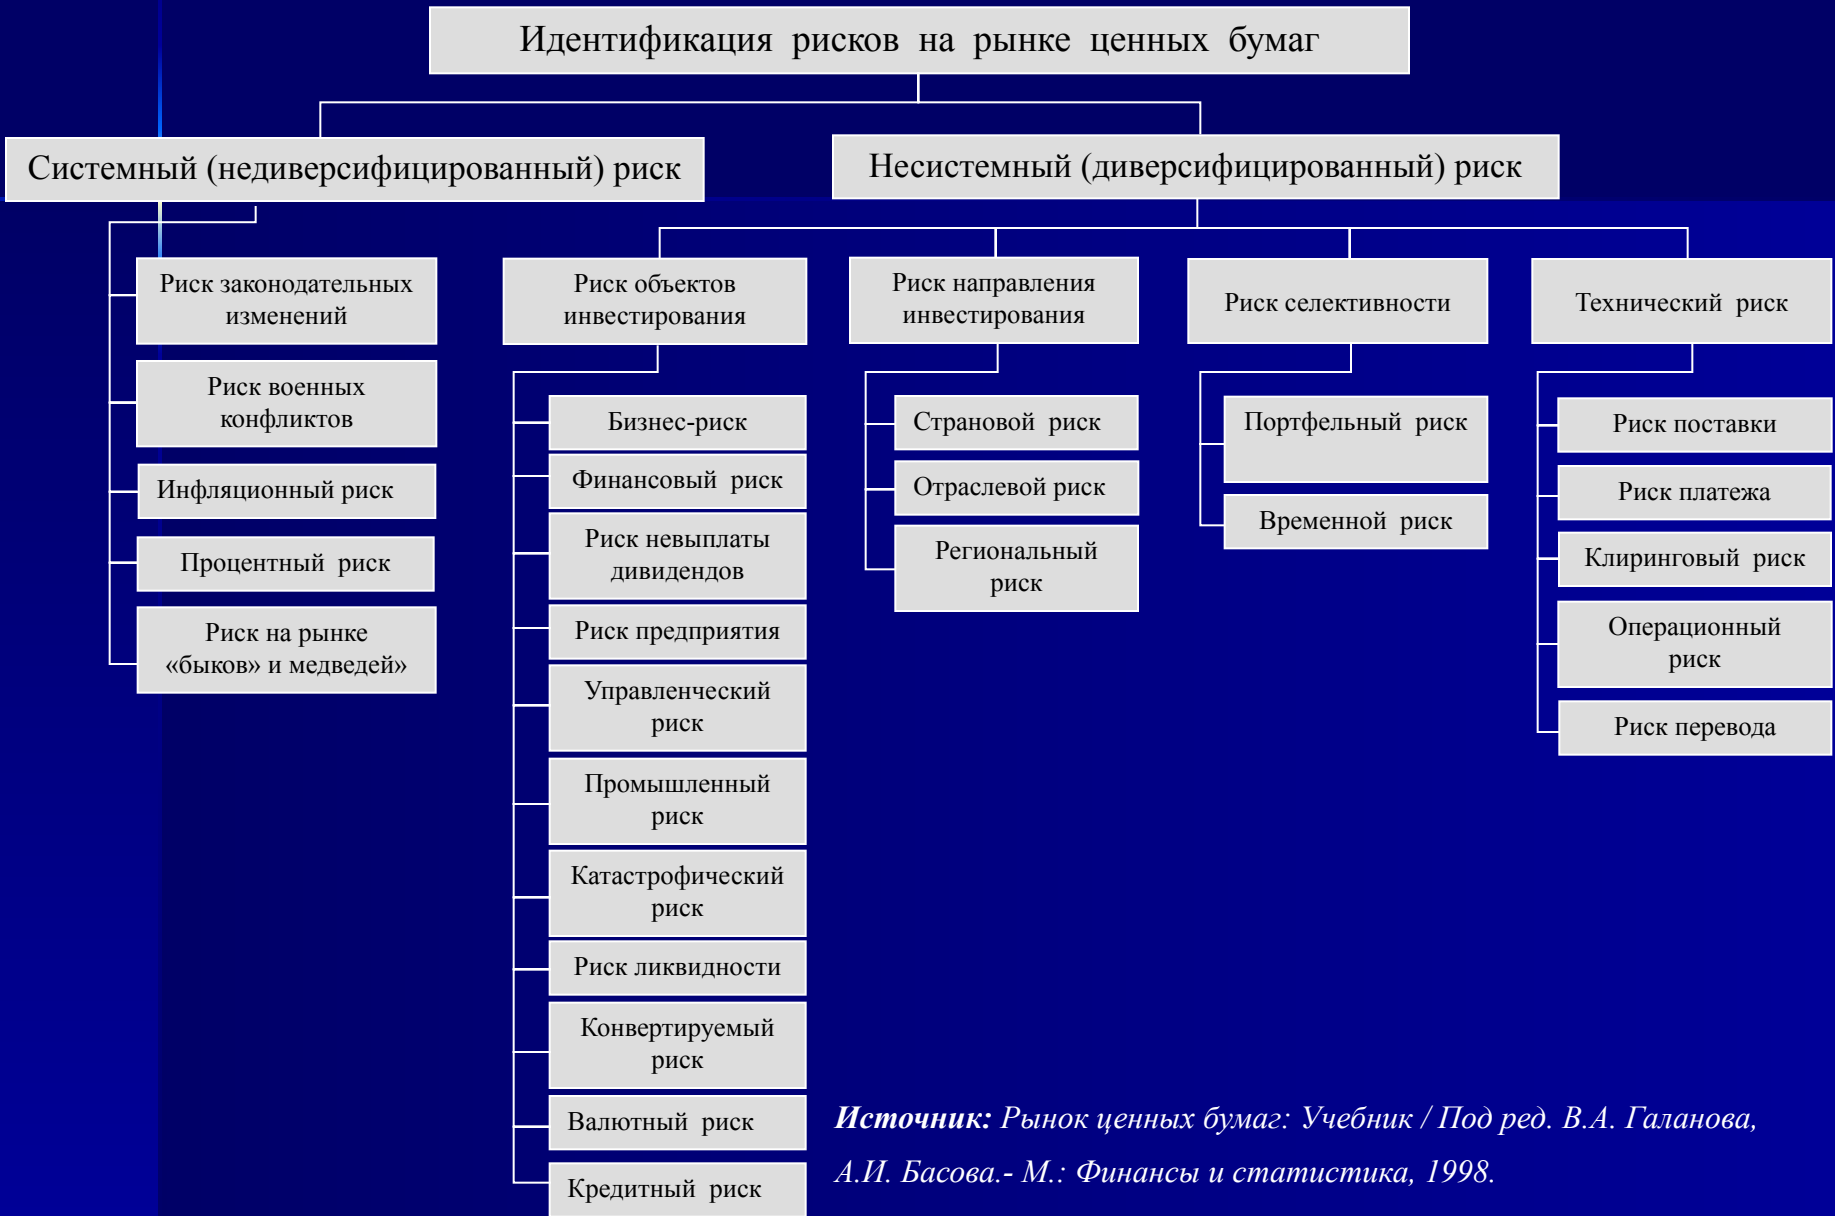 Идентификация рисков на рынке ценных бумаг
Системный (недиверсифицированный) риск
Несистемный (диверсифицированный) риск
Риск законодательных
изменений
Риск военных
конфликтов
Инфляционный риск
Процентный риск
Риск на рынке
«быков» и медведей»
Риск объектов
инвестирования
Бизнес-риск
Финансовый риск
Риск невыплаты
дивидендов
Риск предприятия
Управленческий
риск
Промышленный
риск
Катастрофический
риск
Риск ликвидности
Конвертируемый
риск
Валютный риск
Кредитный риск
Риск направления
инвестирования
Страновой риск
Отраслевой риск
Региональный
риск
Риск селективности
Портфельный риск
Временной риск
Технический риск
Риск поставки
Риск платежа
Клиринговый риск
Операционный
риск
Риск перевода
Источник: Рынок ценных бумаг: Учебник / Под ред. В.А. Галанова,
А.И. Басова.- М.: Финансы и статистика, 1998.